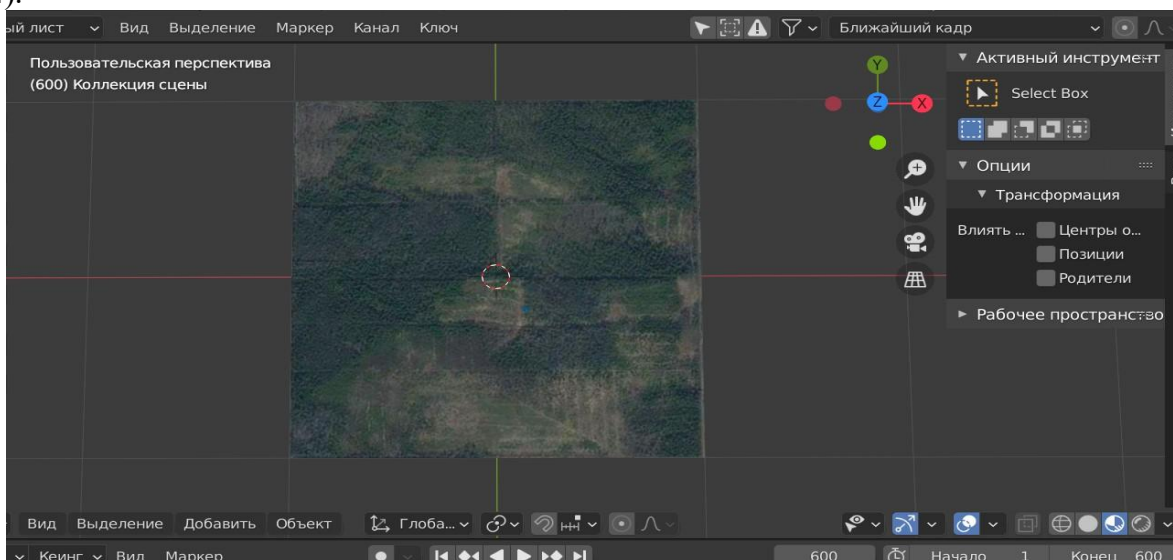 ).
ый лист Вид Выделение Маркер Канал Ключ Ближайший кадр
Пользовательская перспектива
(600) Коллекция сцены
Y
Z X
Активный инструмент
Select Box
Опции
Трансформация
Влиять ... Центры о...
Позиции
Родители
Рабочее пространство
Вид Выделение Добавить Объект Глоба...
Кеинг Вид Маркер 600 Начало 1 Конец 600